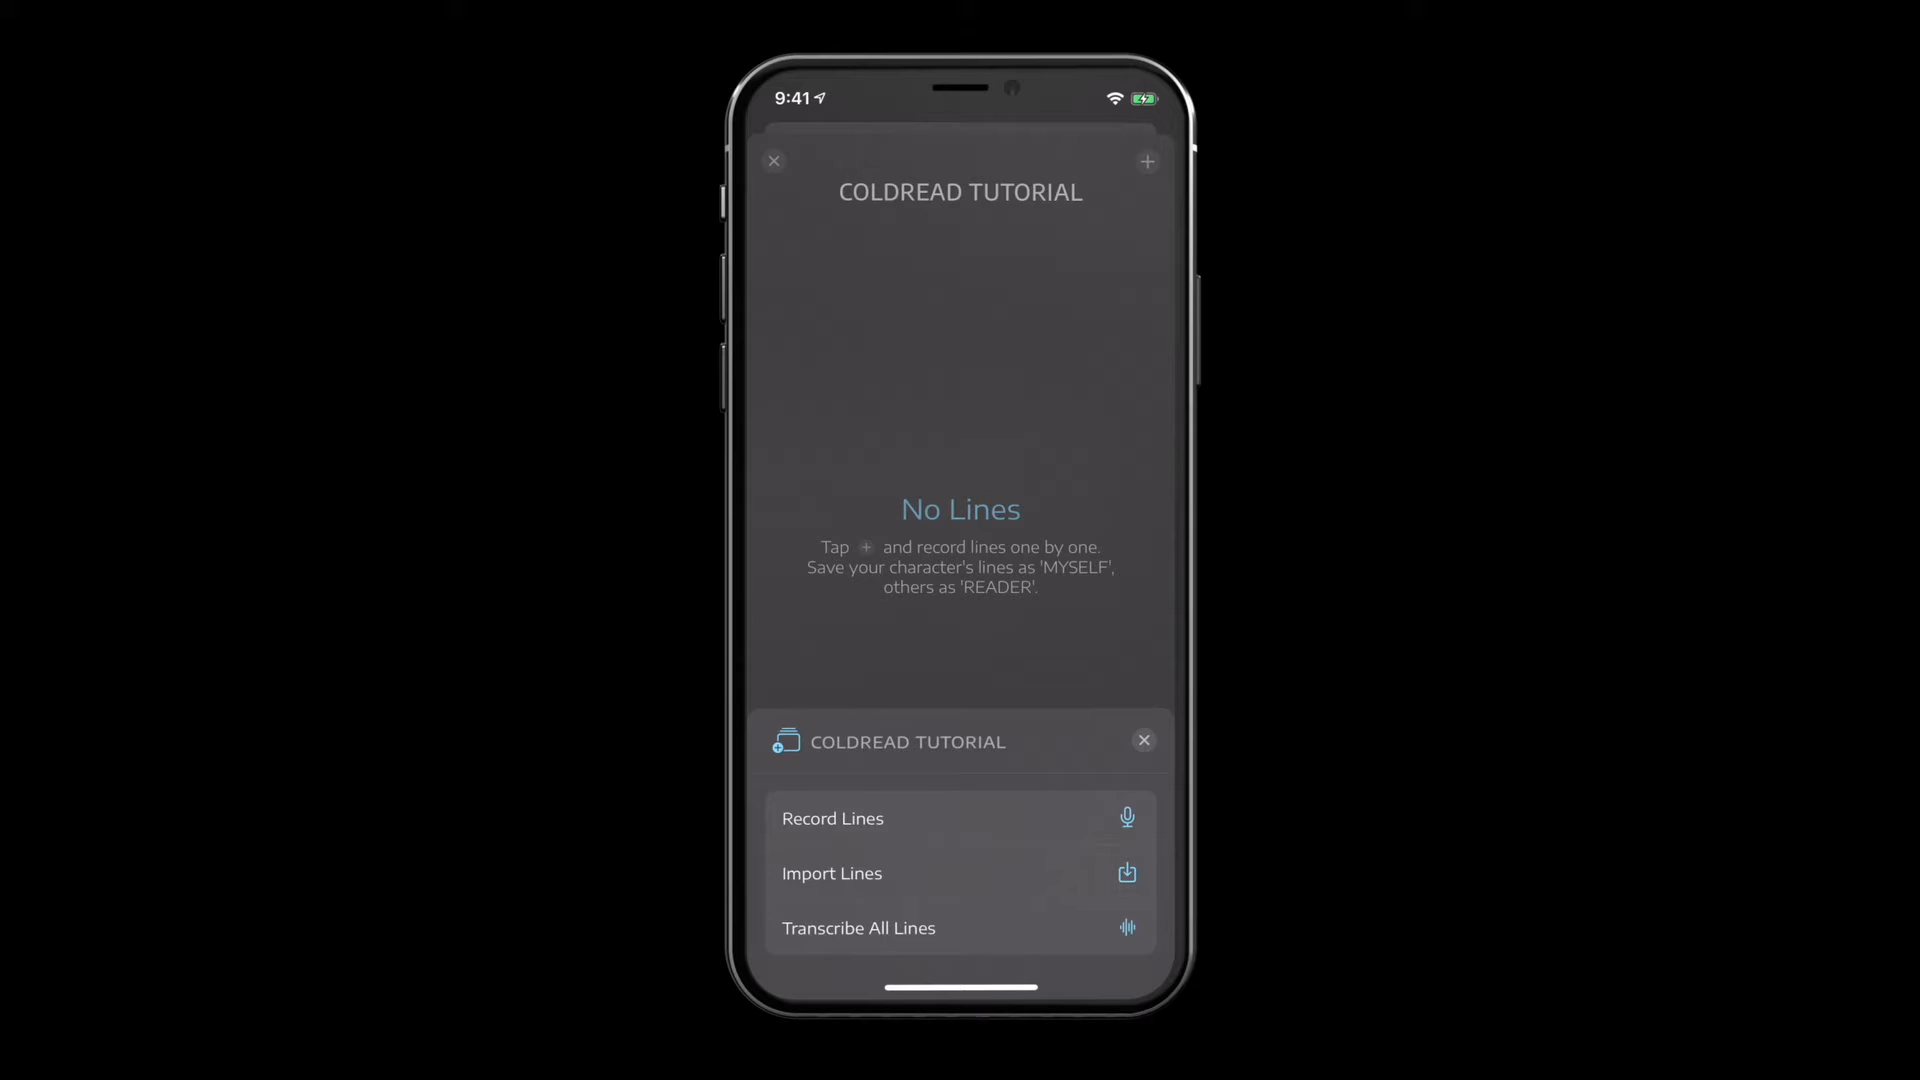 9:41
COLDREAD TUTORIAL
No Lines
Tap + and record lines one by one.
Save your character's lines as 'MYSELF',
others as 'READER'.
COLDREAD TUTORIAL
Record Lines
Import Lines
Transcribe All Lines